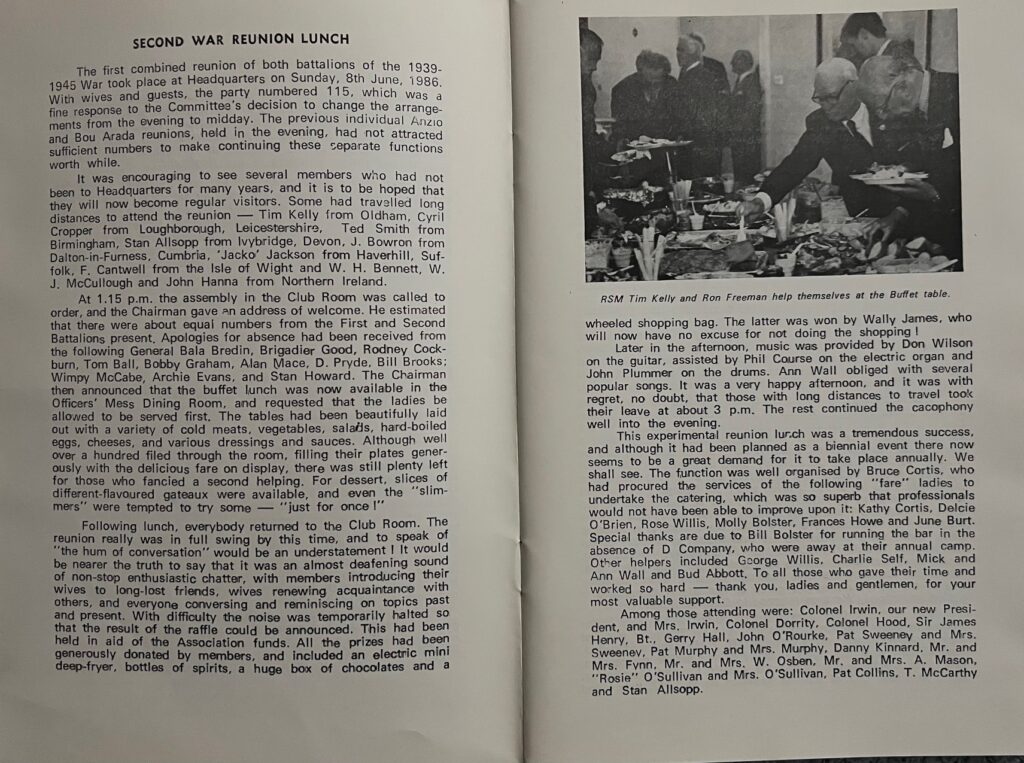 SECOND WAR REUNION LUNCH
The first combined reunion of both battalions of the 1939-
1945 War took place at Headquarters on Sunday, 8th June, 1986.
With wives and guests, the party numbered 115, which was a
fine response to the Committee's decision to change the arrange-
ments from the evening to midday. The previous individual Anzio
and Bou Arada reunions, held in the evening, had not attracted
sufficient numbers to make continuing these separate functions
worth while.
It was encouraging to see several members who had not
been to Headquarters for many years, and it is to be hoped that
they will now become regular visitors. Some had travelled long
distances to attend the reunion — Tim Kelly from Oldham, Cyril
Cropper from Loughborough, Leicestershire, Ted Smith from
Birmingham, Stan Allsopp from Ivybridge, Devon, J. Bowron from
Dalton-in-Furness, Cumbria, 'Jacko' Jackson from Haverhill, Suf-
folk, F. Cantwell from the Isle of Wight and W. H. Bennett, W.
J. McCullough and John Hanna from Northern Ireland.
At 1.15 p.m. the assembly in the Club Room was called to
order, and the Chairman gave an address of welcome. He estimated
that there were about equal numbers from the First and Second
Battalions present. Apologies for absence had been received from
the following General Bala Bredin, Brigadier Good, Rodney Cock-
burn, Tom Ball, Bobby Graham, Alan Mace, D. Pryde, Bill Brooks;
Wimpy McCabe, Archie Evans, and Stan Howard. The Chairman
then announced that the buffet lunch was now available in the
Officers' Mess Dining Room, and requested that the ladies be
allowed to be served first. The tables had been beautifully laid
out with a variety of cold meats, vegetables, salads, hard-boiled
eggs, cheeses, and various dressings and sauces. Although well
over a hundred filed through the room, filling their plates gener-
ously with the delicious fare on display, there was still plenty left
for those who fancied a second helping. For dessert, slices of
different-flavoured gateaux were available, and even the "slim-
mers" were tempted to try some — "just for once !"
Following lunch, everybody returned to the Club Room. The
reunion really was in full swing by this time, and to speak of
"the hum of conversation" would be an understatement ! It would
be nearer the truth to say that it was an almost deafening sound
of non-stop enthusiastic chatter, with members introducing their
wives to long-lost friends, wives renewing acquaintance with
others, and everyone conversing and reminiscing on topics past
and present. With difficulty the noise was temporarily halted so
that the result of the raffle could be announced. This had been
held in aid of the Association funds. All the prizes had been
generously donated by members, and included an electric mini
deep-fryer, bottles of spirits, a huge box of chocolates and a
RSM Tim Kelly and Ron Freeman help themselves at the Buffet table.
wheeled shopping bag. The latter was won by Wally James, who
will now have no excuse for not doing the shopping !
Later in the afternoon, music was provided by Don Wilson
on the guitar, assisted by Phil Course on the electric organ and
John Plummer on the drums. Ann Wall obliged with several
popular songs. It was a very happy afternoon, and it was with
regret, no doubt, that those with long distances to travel took
their leave at about 3 p.m. The rest continued the cacophony
well into the evening.
This experimental reunion lunch was a tremendous success,
and although it had been planned as a biennial event there now
seems to be a great demand for it to take place annually. We
shall see. The function was well organised by Bruce Cortis, who
had procured the services of the following "fare" ladies to
undertake the catering, which was so superb that professionals
would not have been able to improve upon it: Kathy Cortis, Delcie
O'Brien, Rose Willis, Molly Bolster, Frances Howe and June Burt.
Special thanks are due to Bill Bolster for running the bar in the
absence of D Company, who were away at their annual camp.
Other helpers included George Willis, Charlie Self, Mick and
Ann Wall and Bud Abbott. To all those who gave their time and
worked so hard — thank you, ladies and gentlemen, for your
most valuable support.
Among those attending were: Colonel Irwin, our new Presi-
dent, and Mrs. Irwin, Colonel Dorrity, Colonel Hood, Sir James
Henry, Bt., Gerry Hall, John O'Rourke, Pat Sweeney and Mrs.
Sweeney, Pat Murphy and Mrs. Murphy, Danny Kinnard, Mr. and
Mrs. Fynn, Mr. and Mrs. W. Osben, Mr. and Mrs. A. Mason,
"Rosie" O'Sullivan and Mrs. O'Sullivan, Pat Collins, T. McCarthy
and Stan Allsopp.